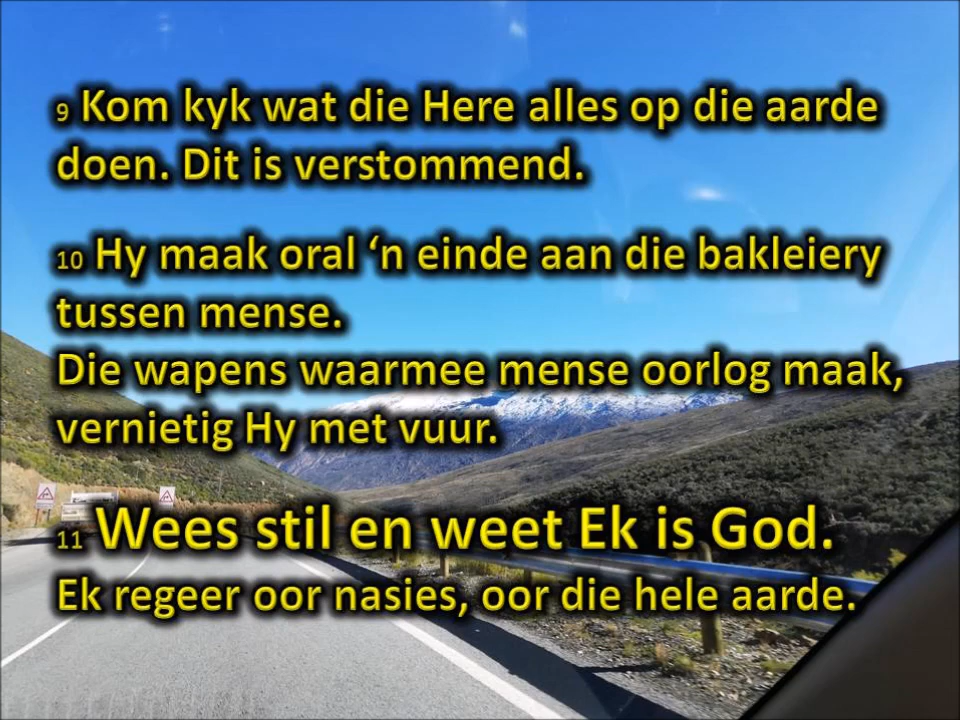 9 Kom kyk wat die Here alles op die aarde
doen. Dit is verstommend.
10 Hy maak oral ‘n einde aan die bakleiery
tussen mense.
Die wapens waarmee mense oorlog maak,
vernietig Hy met vuur.
11 Wees stil en weet Ek is God.
Ek regeer oor nasies, oor die hele aarde.